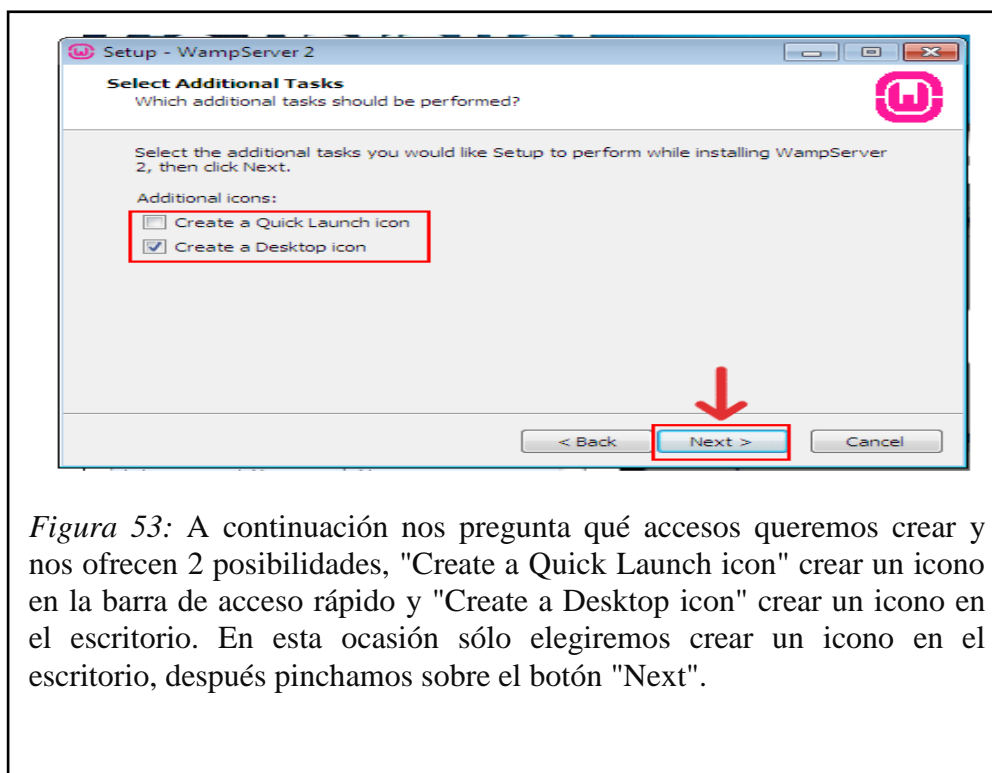 Setup - WampServer 2
Select Additional Tasks
Which additional tasks should be performed?
Select the additional tasks you would like Setup to perform while installing WampServer
2, then click Next.
Additional icons:
Create a Quick Launch icon
Create a Desktop icon
< Back Next > Cancel
Figura 53: A continuación nos pregunta qué accesos queremos crear y
nos ofrecen 2 posibilidades, "Create a Quick Launch icon" crear un icono
en la barra de acceso rápido y "Create a Desktop icon" crear un icono en
el escritorio. En esta ocasión sólo elegiremos crear un icono en el
escritorio, después pinchamos sobre el botón "Next".